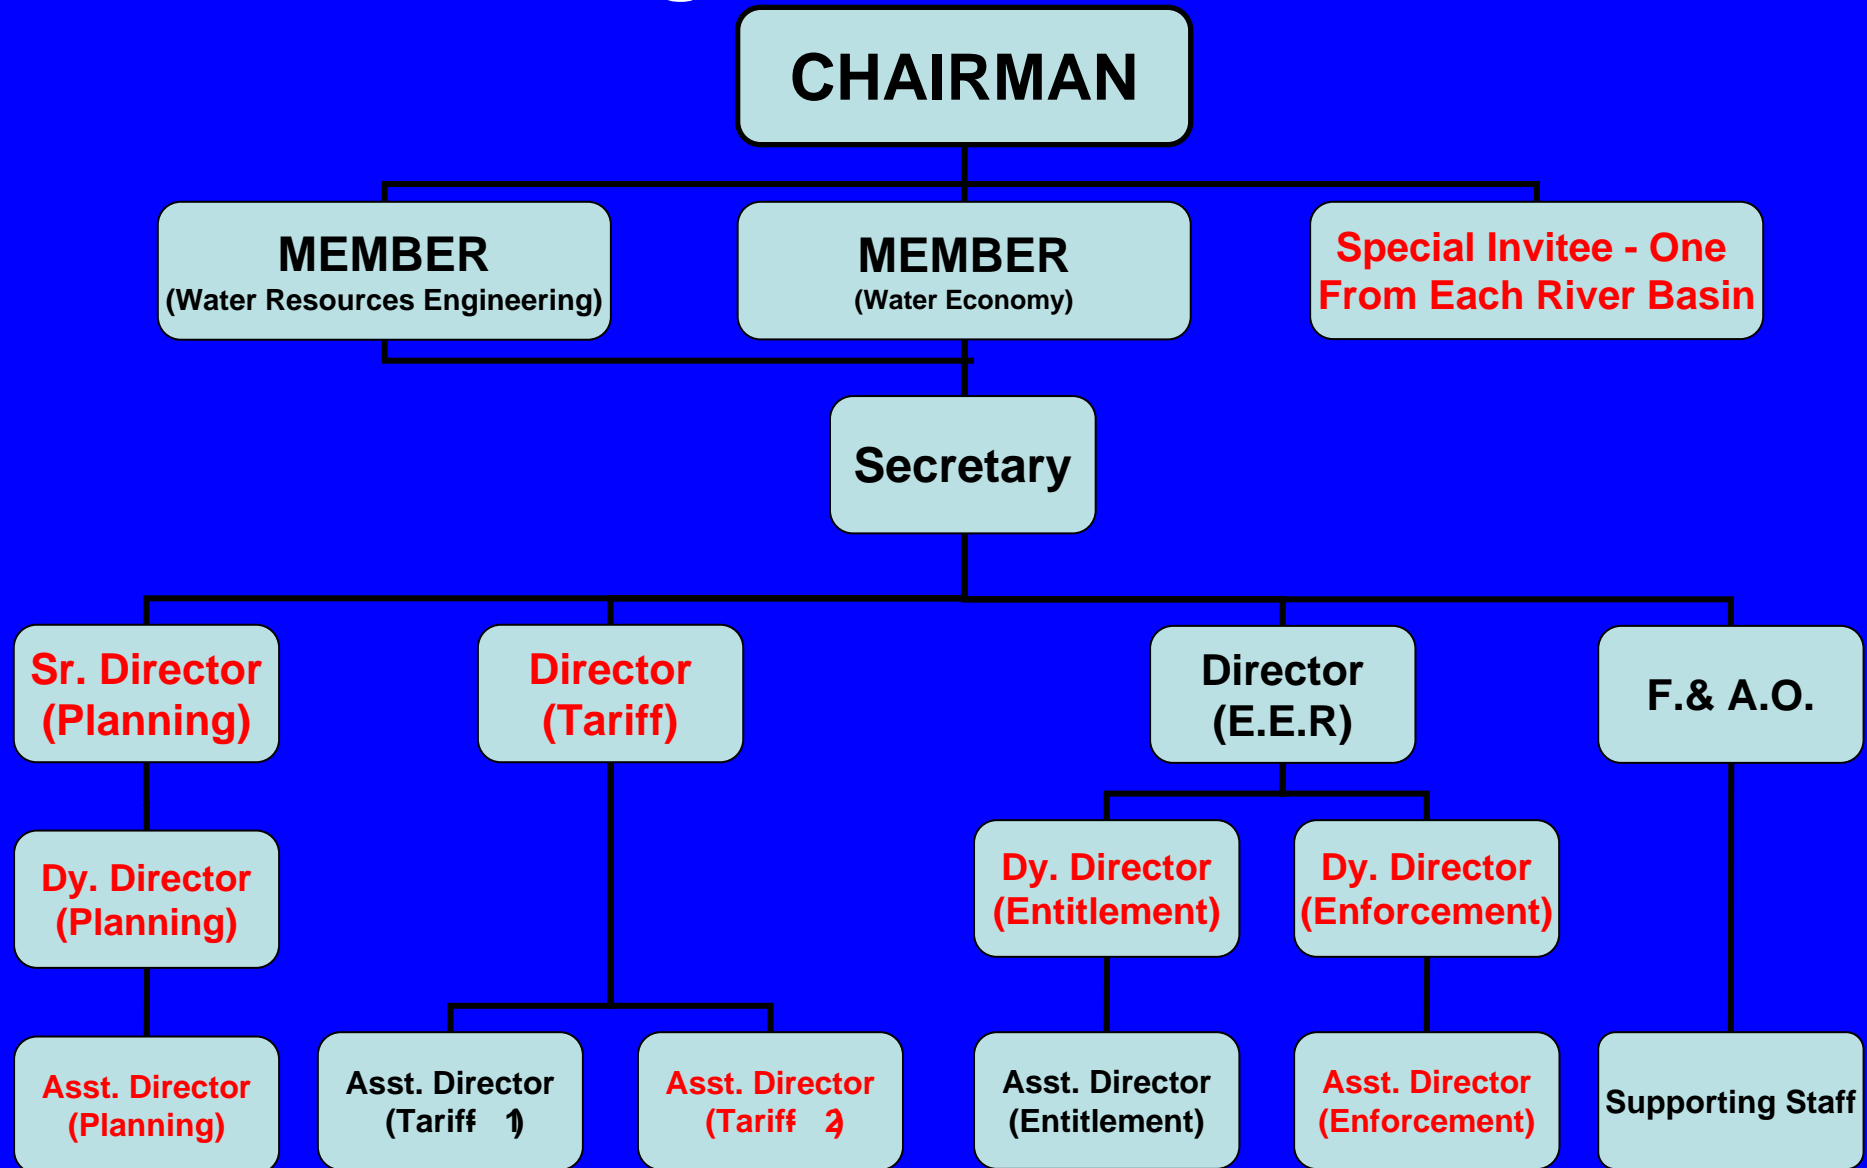 CHAIRMAN
MEMBER
(Water Resources Engineering)
MEMBER
(Water Economy)
Special Invitee - One
From Each River Basin
Secretary
Sr. Director
(Planning)
Director
(Tariff)
Director
(E.E.R)
F.& A.O.
Dy. Director
(Planning)
Dy. Director
(Entitlement)
Dy. Director
(Enforcement)
Asst. Director
(Planning)
Asst. Director
(Tariff - 1)
Asst. Director
(Tariff - 2)
Asst. Director
(Entitlement)
Asst. Director
(Enforcement)
Supporting Staff